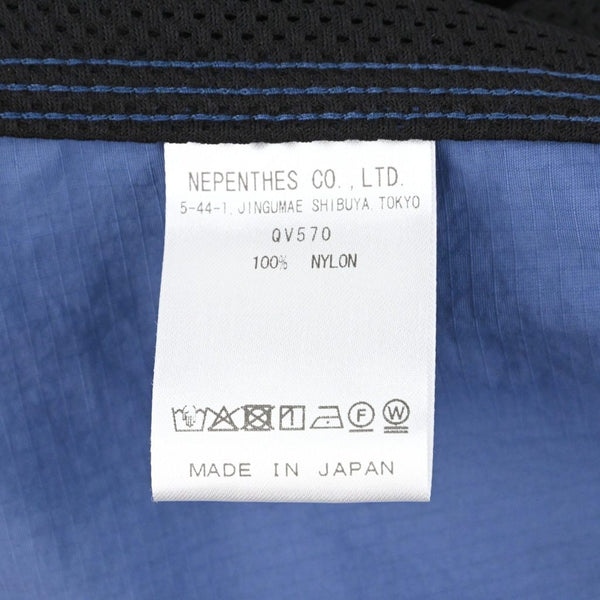 NEPENTHES CO.,LTD.
5-44-1, JINGUMAE SHIBUYA, TOKYO
QV570
100% NYLON
F W
MADE IN JAPAN